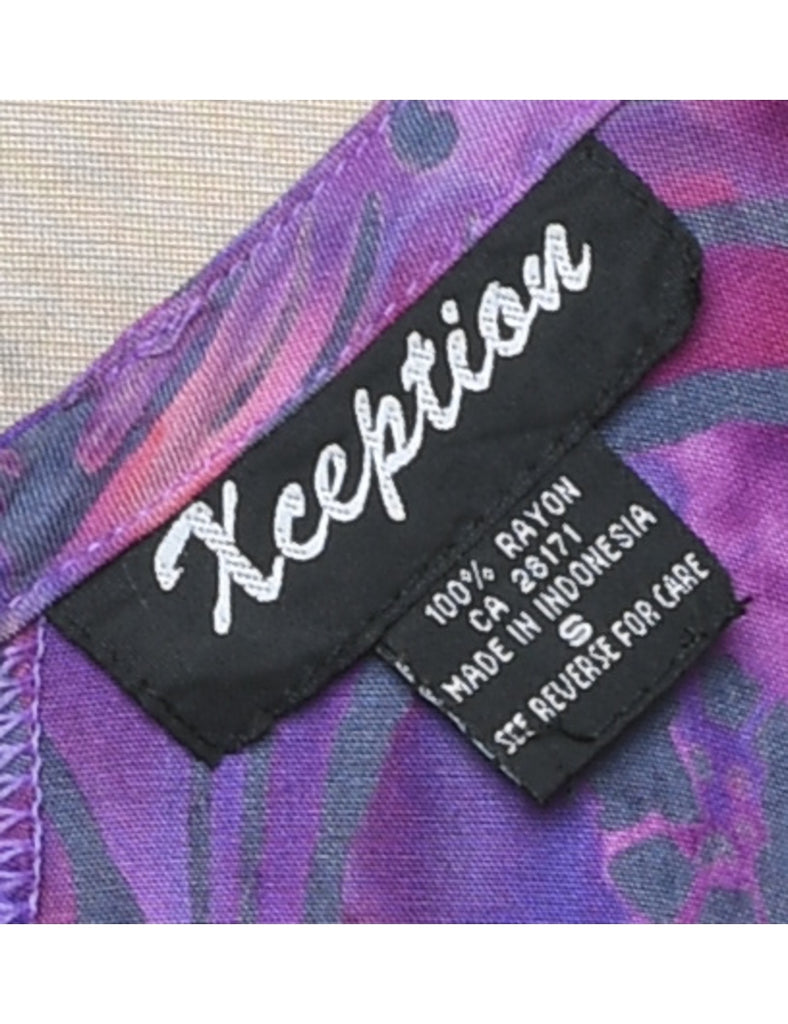 Xception
100% RAYON
CA 28171
MADE IN INDONESIA
S
SEE REVERSE FOR CARE